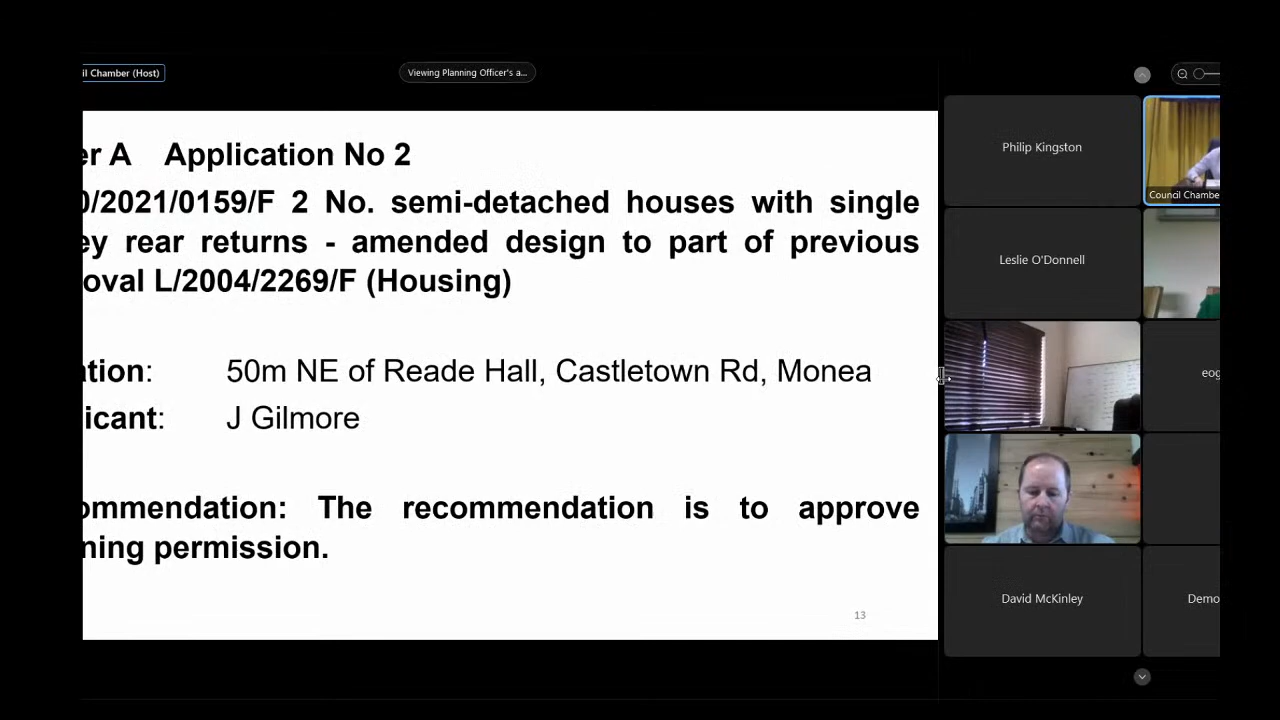 il Chamber (Host)
Viewing Planning Officer's a...
er A Application No 2
0/2021/0159/F 2 No. semi-detached houses with single
ey rear returns - amended design to part of previous
oval L/2004/2269/F (Housing)
ation: 50m NE of Reade Hall, Castletown Rd, Monea
icant: J Gilmore
ommendation: The recommendation is to approve
ning permission.
13
Philip Kingston
Council Chambe
Leslie O'Donnell
eog
David McKinley
Demo